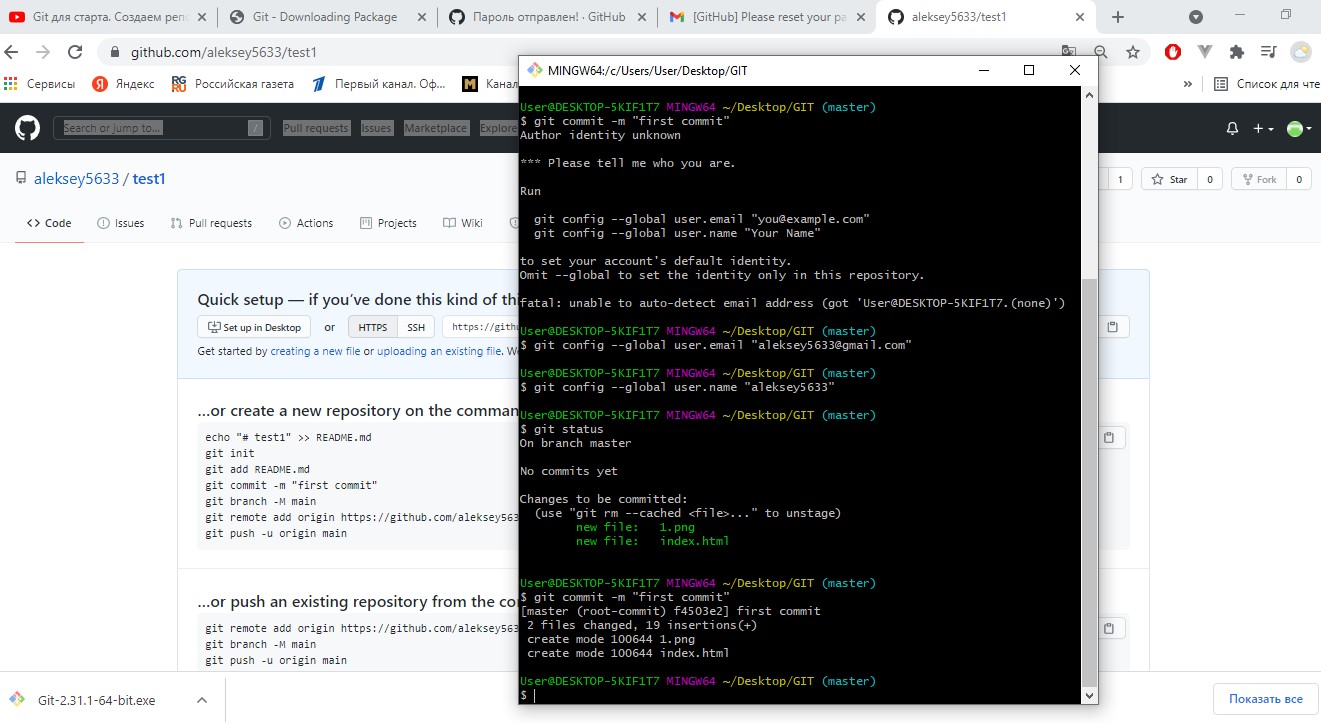 Git для старта. Создаем репо
Git - Downloading Package
Пароль отправлен! · GitHub
[GitHub] Please reset your pa
aleksey5633/test1
github.com/aleksey5633/test1
Сервисы
Яндекс
RG RU
Российская газета
Первый канал. Оф...
M
Канал
»
Список для чте
Search or jump to...
/
Pull requests
Issues
Marketplace
Explore
aleksey5633 / test1
1
Star
0
Fork
0
Code
Issues
Pull requests
Actions
Projects
Wiki
Quick setup — if you’ve done this kind of thi
Set up in Desktop
or
HTTPS
SSH
https://githu
Get started by creating a new file or uploading an existing file. We
…or create a new repository on the comman
echo "# test1" >> README.md
git init
git add README.md
git commit -m "first commit"
git branch -M main
git remote add origin https://github.com/aleksey563
git push -u origin main
…or push an existing repository from the co
git remote add origin https://github.com/aleksey563
git branch -M main
git push -u origin main
MINGW64:/c/Users/User/Desktop/GIT
User@DESKTOP-5KIF1T7 MINGW64 ~/Desktop/GIT (master)
$ git commit -m "first commit"
Author identity unknown
*** Please tell me who you are.
Run
git config --global user.email "you@example.com"
git config --global user.name "Your Name"
to set your account's default identity.
Omit --global to set the identity only in this repository.
fatal: unable to auto-detect email address (got 'User@DESKTOP-5KIF1T7.(none)')
User@DESKTOP-5KIF1T7 MINGW64 ~/Desktop/GIT (master)
$ git config --global user.email "aleksey5633@gmail.com"
User@DESKTOP-5KIF1T7 MINGW64 ~/Desktop/GIT (master)
$ git config --global user.name "aleksey5633"
User@DESKTOP-5KIF1T7 MINGW64 ~/Desktop/GIT (master)
$ git status
On branch master
No commits yet
Changes to be committed:
(use "git rm --cached <file>..." to unstage)
new file:   1.png
new file:   index.html
User@DESKTOP-5KIF1T7 MINGW64 ~/Desktop/GIT (master)
$ git commit -m "first commit"
[master (root-commit) f4503e2] first commit
2 files changed, 19 insertions(+)
create mode 100644 1.png
create mode 100644 index.html
User@DESKTOP-5KIF1T7 MINGW64 ~/Desktop/GIT (master)
$
Git-2.31.1-64-bit.exe
Показать все